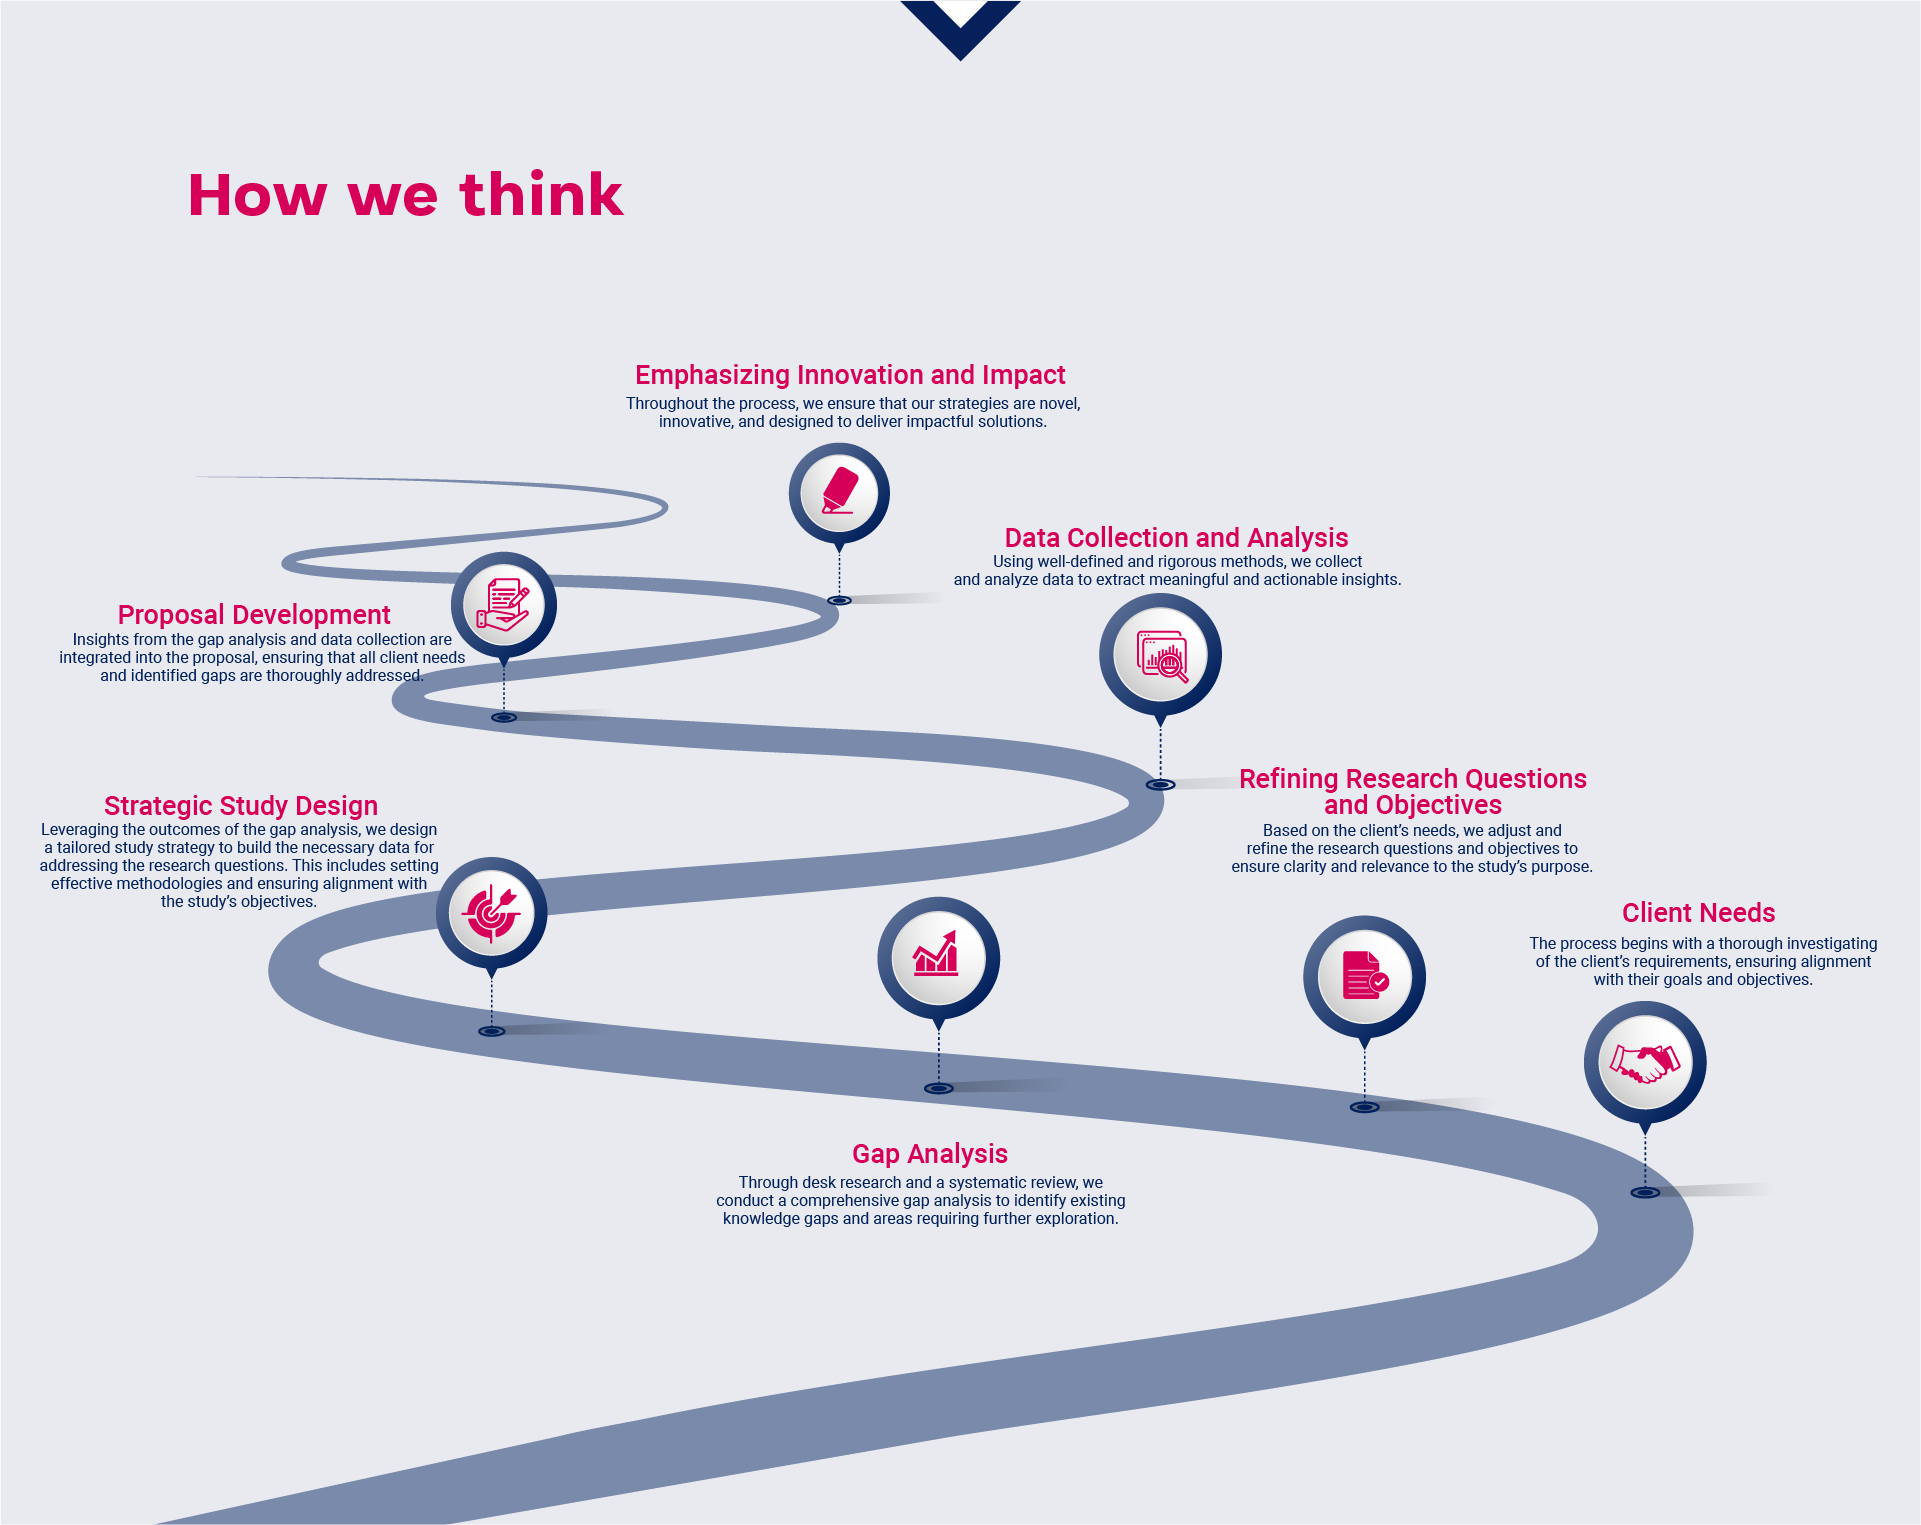 How we think
Emphasizing Innovation and Impact
Throughout the process, we ensure that our strategies are novel,
innovative, and designed to deliver impactful solutions.
Data Collection and Analysis
Using well-defined and rigorous methods, we collect
and analyze data to extract meaningful and actionable insights.
Proposal Development
Insights from the gap analysis and data collection are
integrated into the proposal, ensuring that all client needs
and identified gaps are thoroughly addressed.
Refining Research Questions
and Objectives
Based on the client's needs, we adjust and
refine the research questions and objectives to
ensure clarity and relevance to the study's purpose.
Strategic Study Design
Leveraging the outcomes of the gap analysis, we design
a tailored study strategy to build the necessary data for
addressing the research questions. This includes setting
effective methodologies and ensuring alignment with
the study's objectives.
Client Needs
The process begins with a thorough investigating
of the client's requirements, ensuring alignment
with their goals and objectives.
Gap Analysis
Through desk research and a systematic review, we
conduct a comprehensive gap analysis to identify existing
knowledge gaps and areas requiring further exploration.